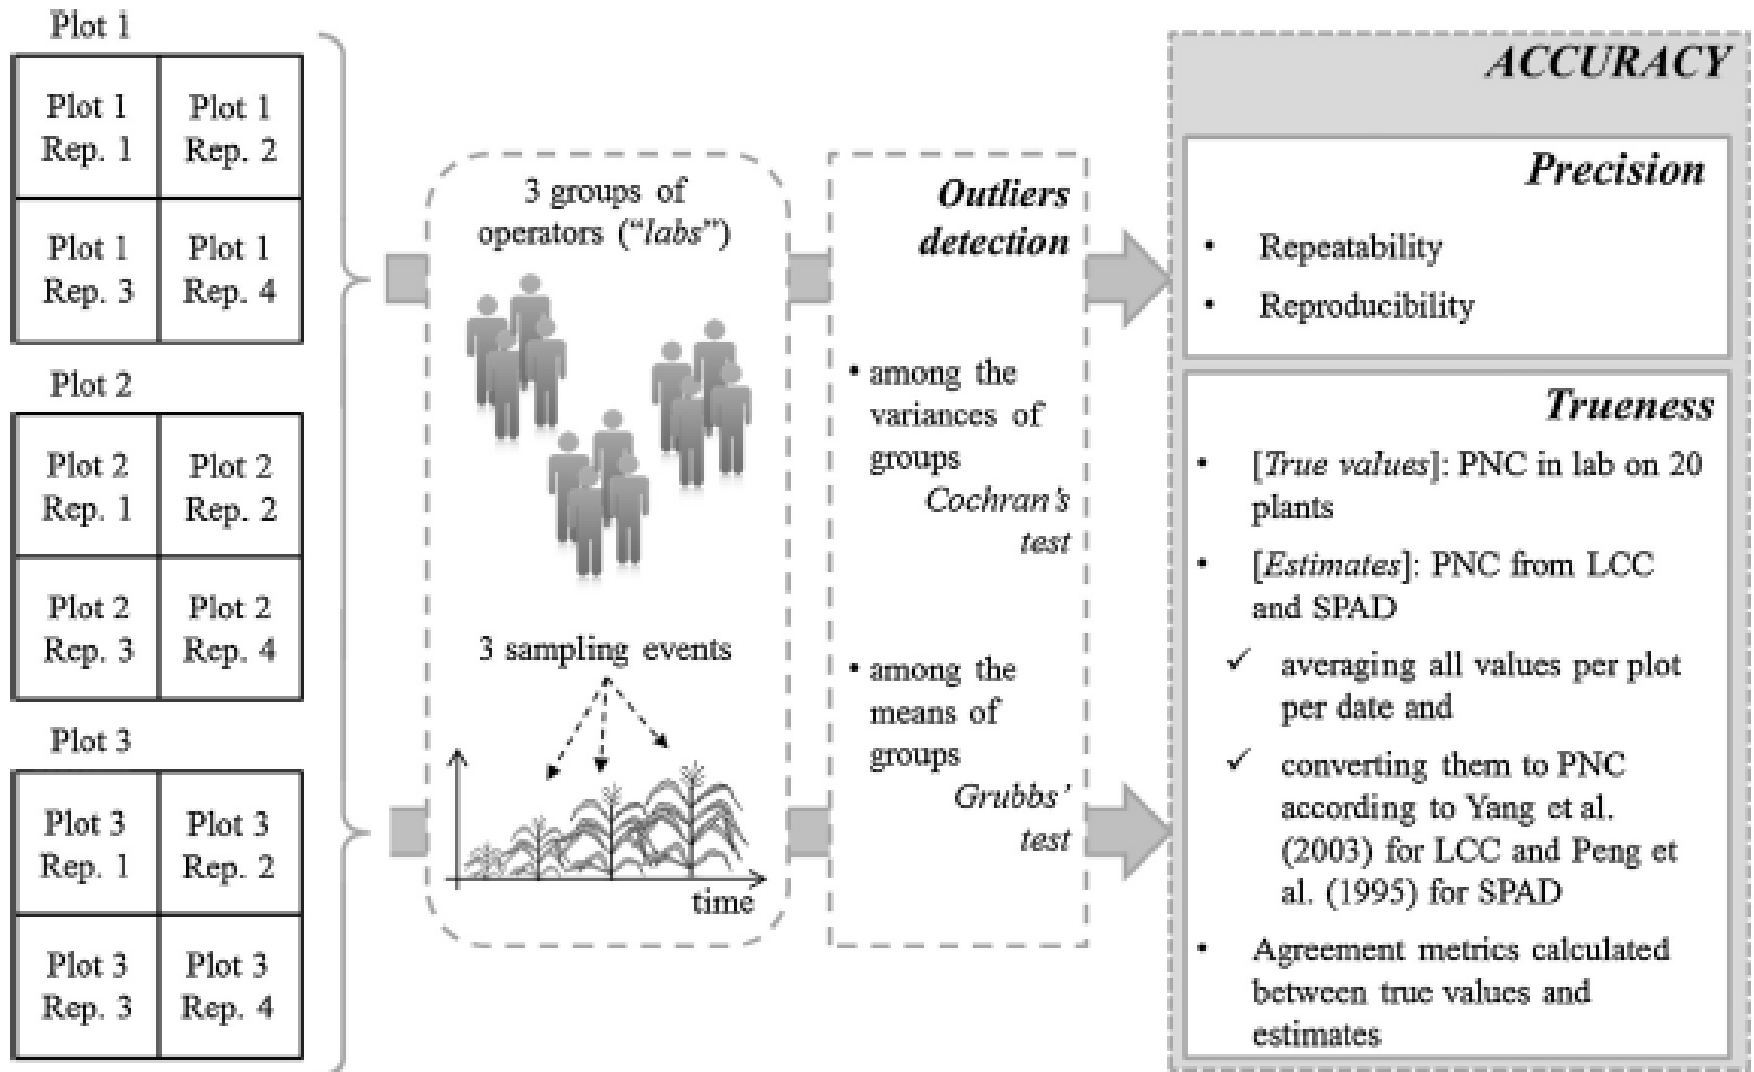 Plot 1
Plot 1
Rep. 1
Plot 1
Rep. 2
Plot 1
Rep. 3
Plot 1
Rep. 4
Plot 2
Plot 2
Rep. 1
Plot 2
Rep. 2
Plot 2
Rep. 3
Plot 2
Rep. 4
Plot 3
Plot 3
Rep. 1
Plot 3
Rep. 2
Plot 3
Rep. 3
Plot 3
Rep. 4
3 groups of
operators (“labs”)
3 sampling events
time
Outliers
detection
• among the
variances of
groups
Cochran’s
test
• among the
means of
groups
Grubbs’
test
ACCURACY
Precision
• Repeatability
• Reproducibility
Trueness
• [True values]: PNC in lab on 20
plants
• [Estimates]: PNC from LCC
and SPAD
✓ averaging all values per plot
per date and
✓ converting them to PNC
according to Yang et al.
(2003) for LCC and Peng et
al. (1995) for SPAD
• Agreement metrics calculated
between true values and
estimates